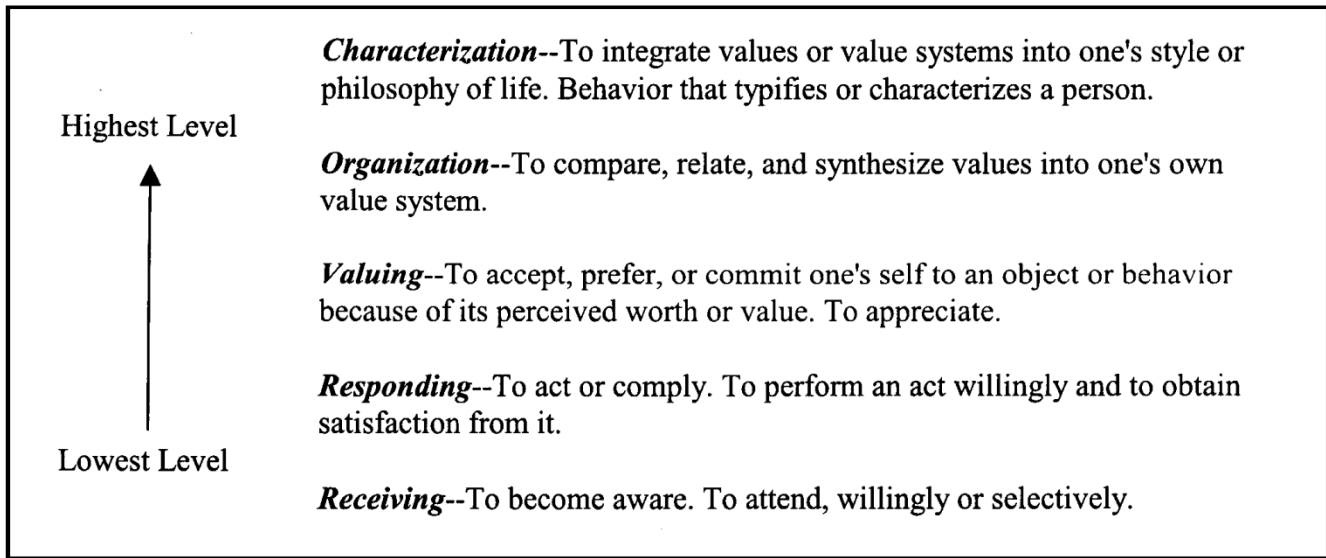 Characterization--To integrate values or value systems into one's style or
philosophy of life. Behavior that typifies or characterizes a person.
Highest Level
Organization--To compare, relate, and synthesize values into one's own
value system.
Valuing--To accept, prefer, or commit one's self to an object or behavior
because of its perceived worth or value. To appreciate.
Responding--To act or comply. To perform an act willingly and to obtain
satisfaction from it.
Lowest Level
Receiving--To become aware. To attend, willingly or selectively.